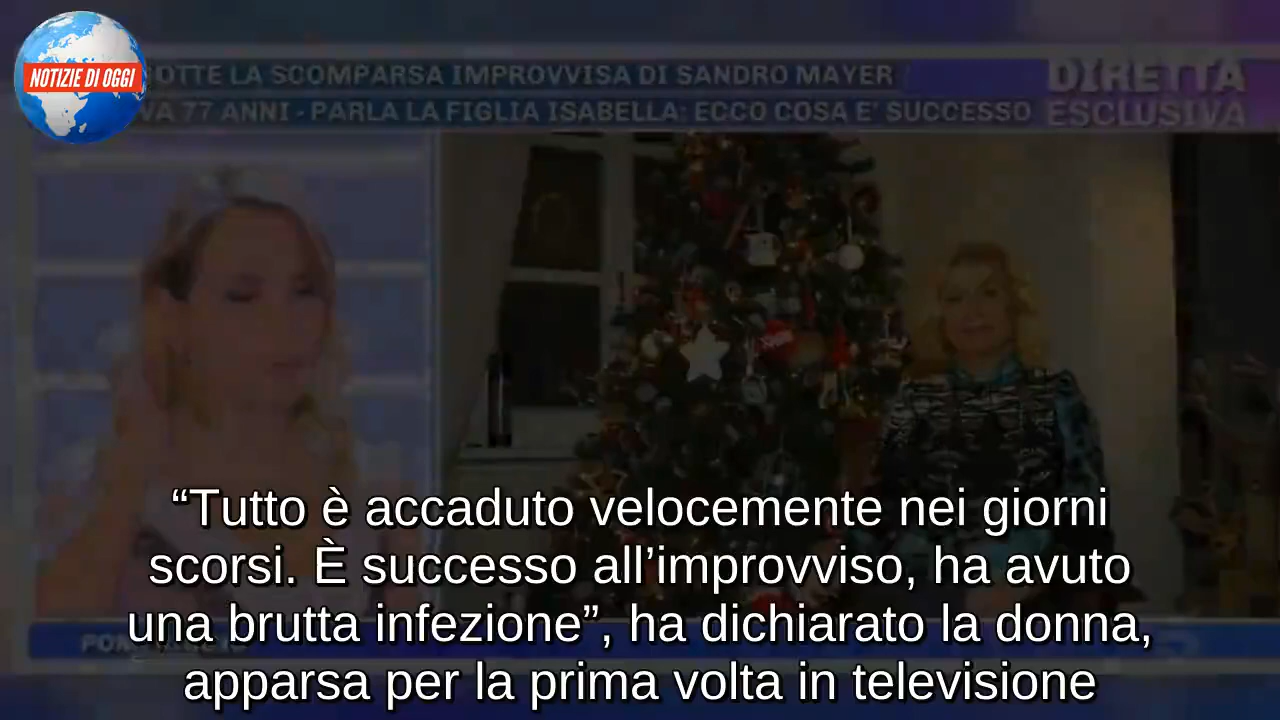 NOTIZIE DI OGGI
OTTE LA SCOMPARSA IMPROVVISA DI SANDRO MAYER
DIRETTA
VA 77 ANNI - PARLA LA FIGLIA ISABELLA: ECCO COSA E' SUCCESSO
ESCLUSIVA
“Tutto è accaduto velocemente nei giorni
scorsi. È successo all’improvviso, ha avuto
una brutta infezione”, ha dichiarato la donna,
apparsa per la prima volta in televisione